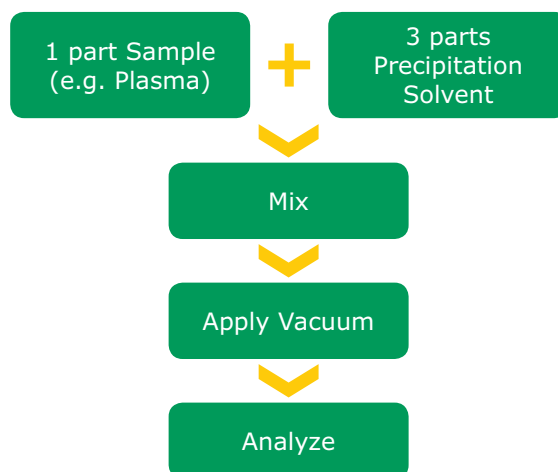 1 part Sample
(e.g. Plasma)
3 parts
Precipitation
Solvent
Mix
Apply Vacuum
Analyze